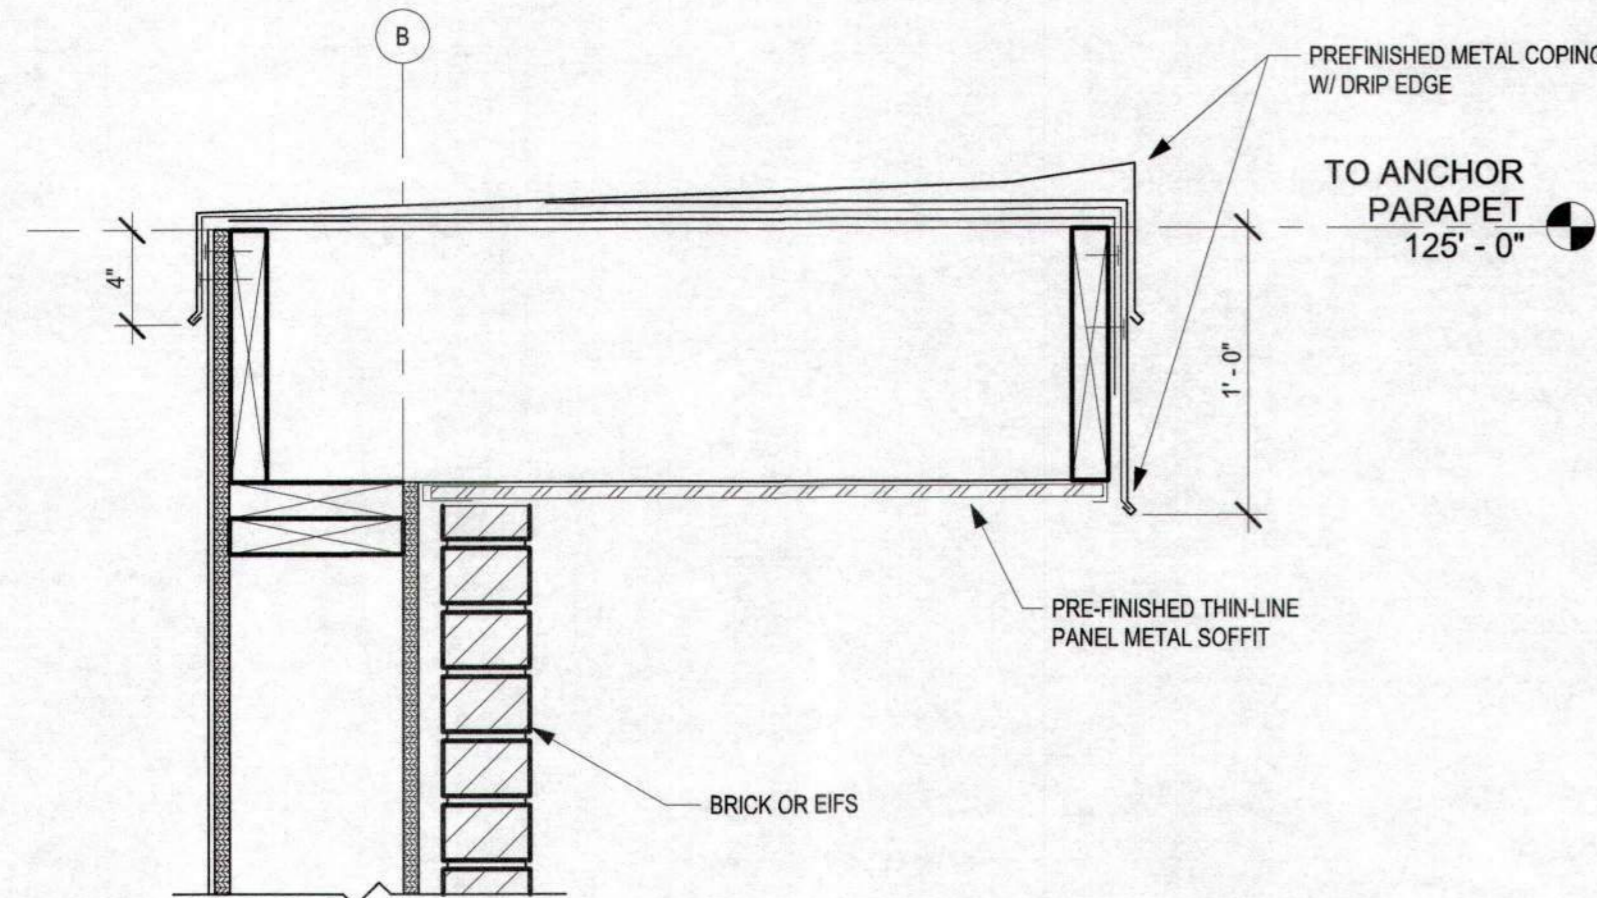 B
PREFINISHED METAL COPING
W/ DRIP EDGE
TO ANCHOR
PARAPET
125' - 0"
4"
1' - 0"
PRE-FINISHED THIN-LINE
PANEL METAL SOFFIT
BRICK OR EIFS